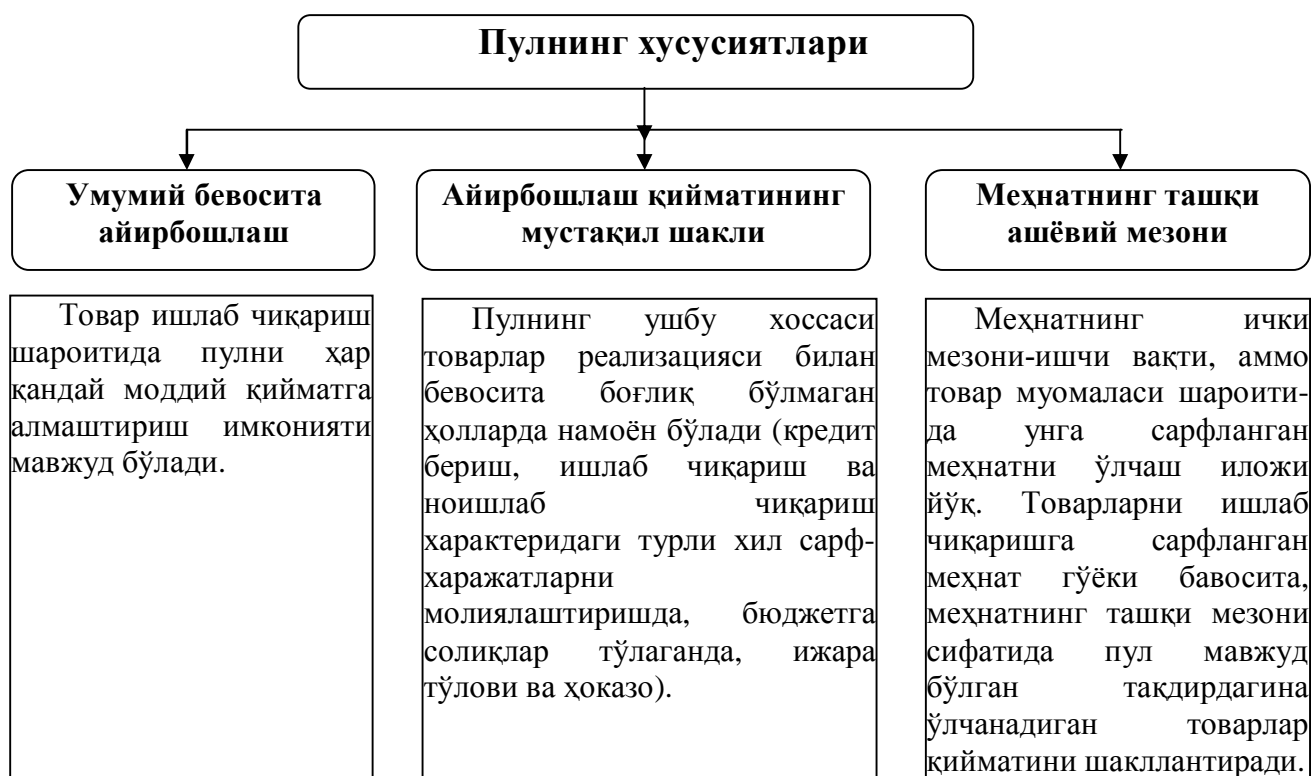 Пулнинг хусусиятлари
Умумий бевосита
айирбошлаш
Айирбошлаш қийматининг
мустақил шакли
Меҳнатнинг ташқи
ашёвий мезони
Товар ишлаб чиқариш
шароитида пулни ҳар
қандай моддий қийматга
алмаштириш имконияти
мавжуд бўлади.
Пулнинг ушбу хоссаси
товарлар реализацияси билан
бевосита боғлиқ бўлмаган
ҳолларда намоён бўлади (кредит
бериш, ишлаб чиқариш ва
ноишлаб чиқариш
характеридаги турли хил сарф-
харажатларни
молиялаштиришда, бюджетга
солиқлар тўлаганда, ижара
тўлови ва ҳоказо).
Меҳнатнинг ички
мезони-ишчи вақти, аммо
товар муомаласи шароити-
да унга сарфланган
меҳнатни ўлчаш иложи
йўқ. Товарларни ишлаб
чиқаришга сарфланган
меҳнат гўёки бавосита,
меҳнатнинг ташқи мезони
сифатида пул мавжуд
бўлган тақдирдагина
ўлчанадиган товарлар
қийматини шакллантиради.